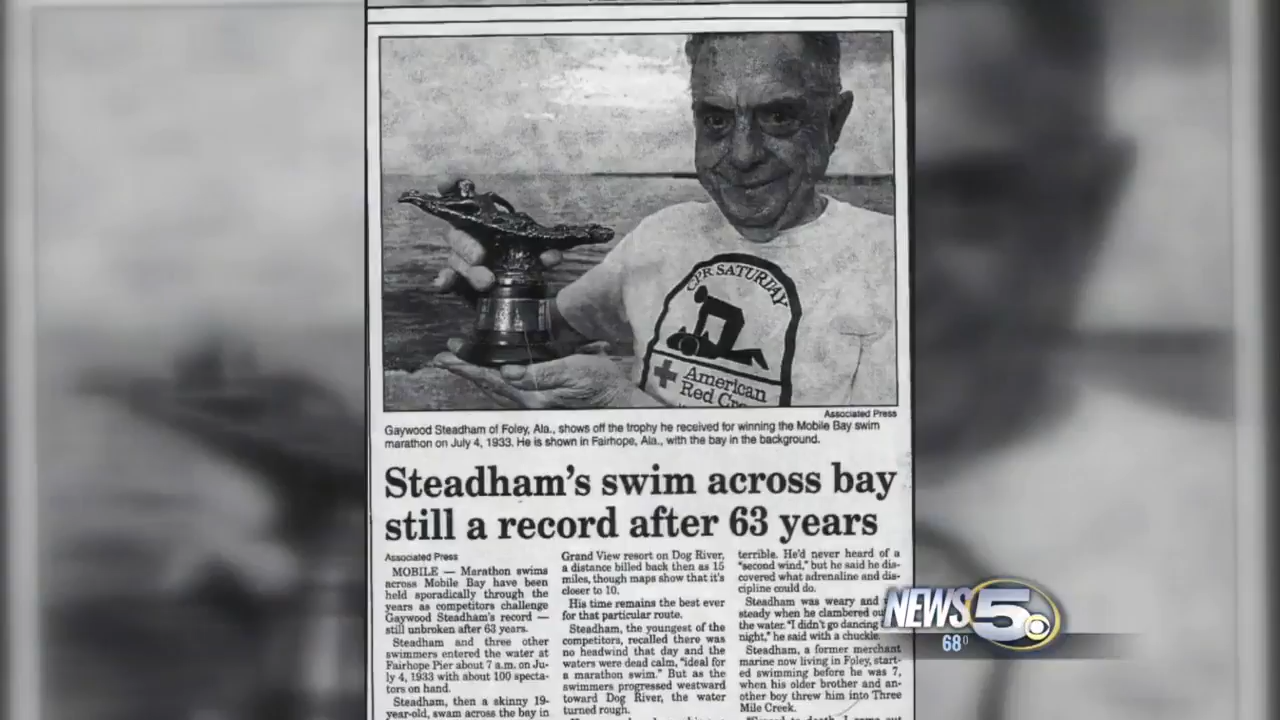 CPR SATURDAY
American
Red
Associated Press
Gaywood Steadham of Foley, Ala., shows off the trophy he received for winning the Mobile Bay swim
marathon on July 4, 1933. He is shown in Fairhope, Ala., with the bay in the background.
Steadham's swim across bay
still a record after 63 years
Associated Press
MOBILE — Marathon swims
across Mobile Bay have been
held sporadically through the
years as competitors challenge
Gaywood Steadham's record —
still unbroken after 63 years.
Steadham and three other
swimmers entered the water at
Fairhope Pier about 7 a.m. on Ju-
ly 4, 1933 with about 100 specta-
tors on hand.
Steadham, then a skinny 19-
year-old, swam across the bay in
Grand View resort on Dog River,
a distance billed back then as 15
miles, though maps show that it's
closer to 10.
His time remains the best ever
for that particular route.
Steadham, the youngest of the
competitors, recalled there was
no headwind that day and the
waters were dead calm, "ideal for
a marathon swim." But as the
swimmers progressed westward
toward Dog River, the water
turned rough.
terrible. He'd never heard of a
"second wind," but he said he dis-
covered what adrenaline and dis-
cipline could do.
Steadham was weary and
steady when he clambered ou
the water. "I didn't go dancing
night," he said with a chuckle.
Steadham, a former merchant
marine now living in Foley, start-
ed swimming before he was 7,
when his older brother and an-
other boy threw him into Three
Mile Creek.
NEWS 5
68°